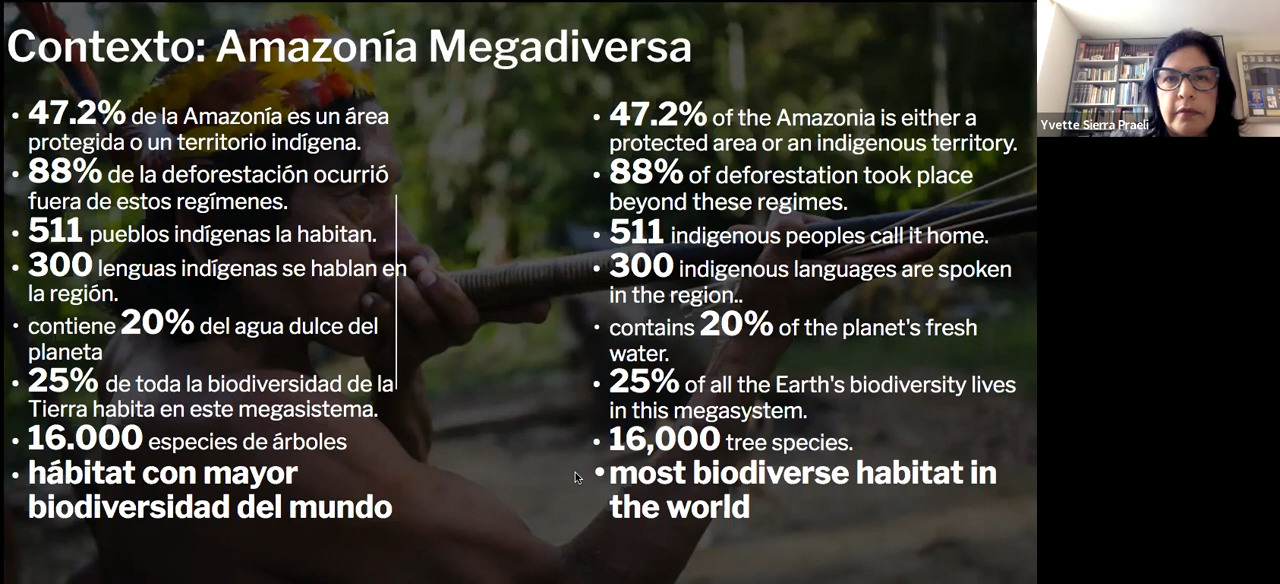 Contexto: Amazonía Megadiversa
• 47.2% de la Amazonía es un área
protegida o un territorio indígena.
• 88% de la deforestación ocurrió
fuera de estos regímenes.
• 511 pueblos indígenas la habitan.
• 300 lenguas indígenas se hablan en
la región.
• contiene 20% del agua dulce del
planeta
• 25% de toda la biodiversidad de la
Tierra habita en este megasistema.
• 16.000 especies de árboles
• hábitat con mayor
biodiversidad del mundo
• 47.2% of the Amazonia is either a
protected area or an indigenous territory.
• 88% of deforestation took place
beyond these regimes.
• 511 indigenous peoples call it home.
• 300 indigenous languages are spoken
in the region..
• contains 20% of the planet's fresh
water.
• 25% of all the Earth's biodiversity lives
in this megasystem.
• 16,000 tree species.
• most biodiverse habitat in
the world
Yvette Sierra Praeli